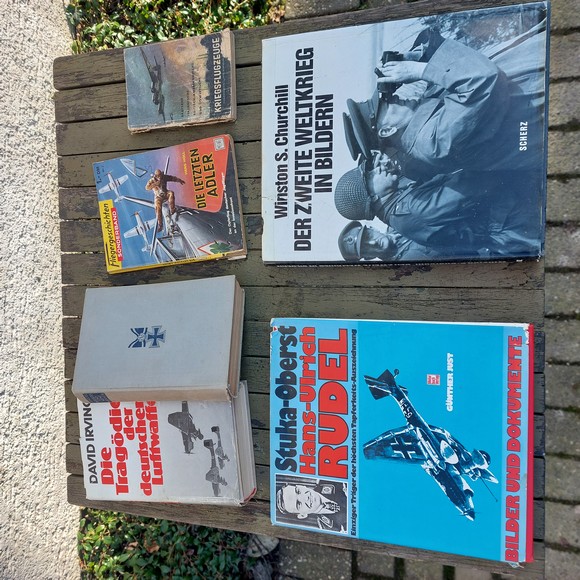 KRIEGSFLUGZEUGE
Fliegergeschichten
SONDERBAND
DIE LETZTEN
ADLER
DAVID IRVING
Die
Tragödie
der
deutschen
Luftwaffe
Winston S. Churchill
DER ZWEITE WELTKRIEG
IN BILDERN
SCHERZ
Stuka-Oberst
Hans-Ulrich
RUDEL
Einziger Träger der höchsten Tapferkeits-Auszeichnung
GÜNTHER JUST
BILDER UND DOKUMENTE